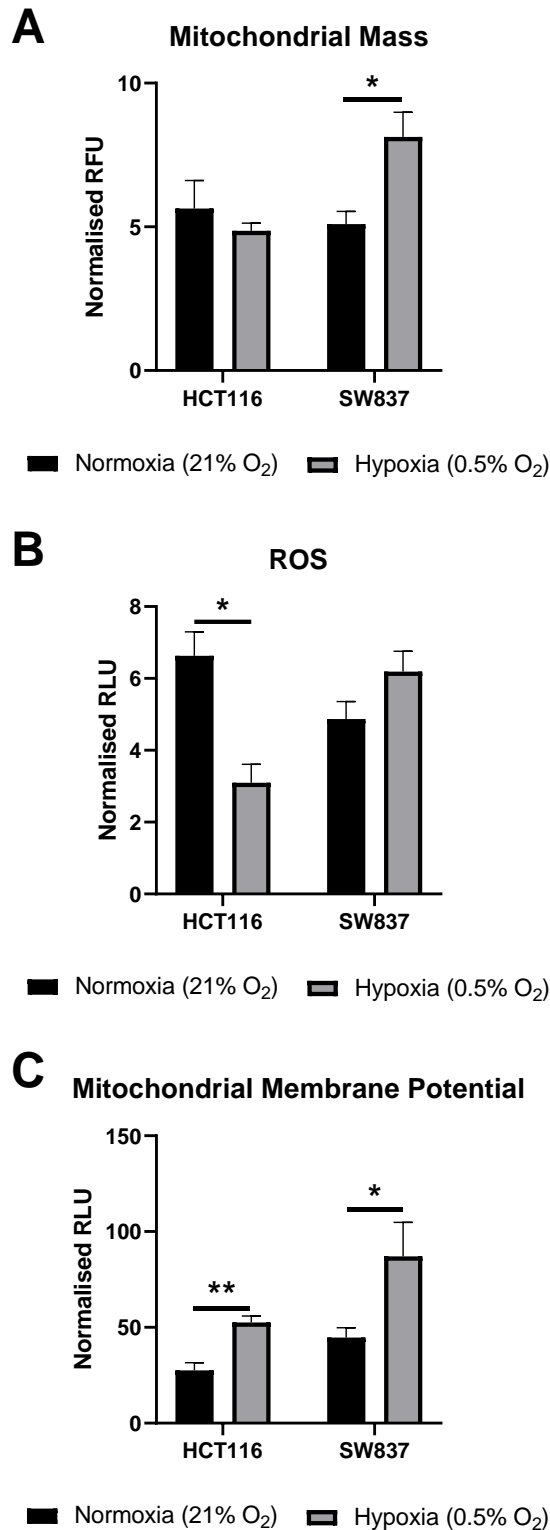 A
Mitochondrial Mass
Normalised RFU
10
*
5
0
HCT116 SW837
Normoxia (21% O₂) Hypoxia (0.5% O₂)
B
ROS
Normalised RLU
8
*
6
4
2
0
HCT116 SW837
Normoxia (21% O₂) Hypoxia (0.5% O₂)
C
Mitochondrial Membrane Potential
Normalised RLU
150
*
100
**
50
0
HCT116 SW837
Normoxia (21% O₂) Hypoxia (0.5% O₂)